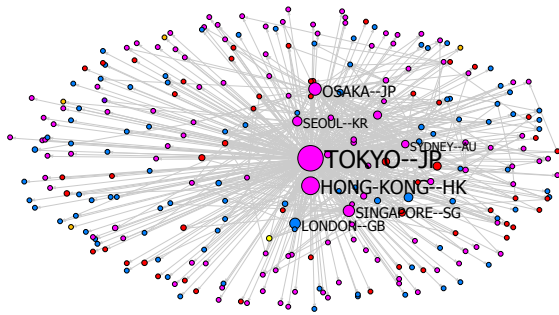 OSAKA--JP
SEOUL--KR
SYDNEY--AU
TOKYO--JP
HONG-KONG--HK
SINGAPORE--SG
LONDON--GB